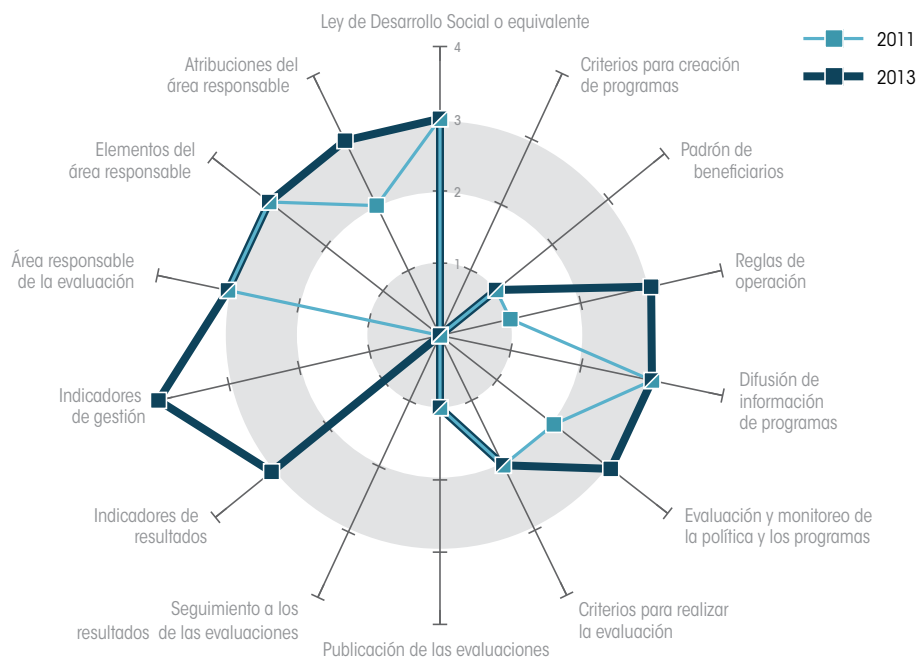 Ley de Desarrollo Social o equivalente
4
3
2
1
2011
2013
Criterios para creación
de programas
Padrón de
beneficiarios
Reglas de
operación
Difusión de
información
de programas
Evaluación y monitoreo de
la política y los programas
Criterios para realizar
la evaluación
Publicación de las evaluaciones
Seguimiento a los
resultados de las evaluaciones
Indicadores de
resultados
Indicadores
de gestión
Área responsable
de la evaluación
Elementos del
área responsable
Atribuciones del
área responsable